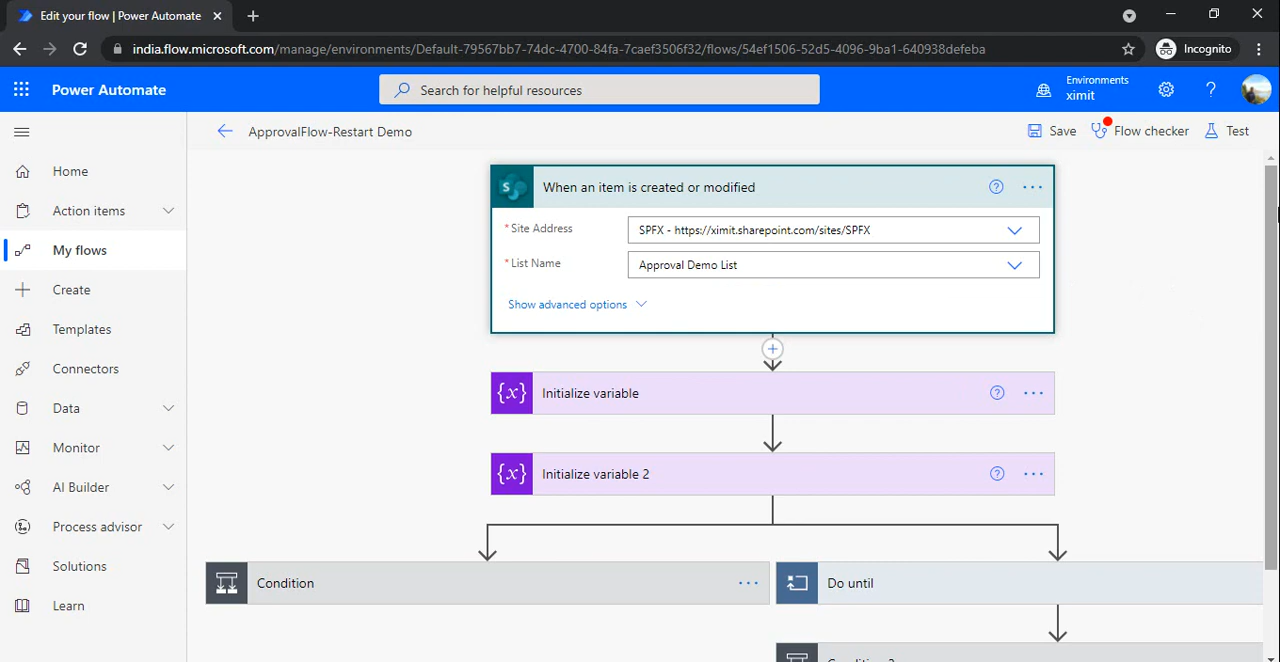 Edit your flow | Power Automate
india.flow.microsoft.com/manage/environments/Default-79567bb7-74dc-4700-84fa-7caef3506f32/flows/54ef1506-52d5-4096-9ba1-640938defeba
Incognito
Power Automate
Search for helpful resources
Environments
ximit
?
ApprovalFlow-Restart Demo
Save
Flow checker
Test
Home
Action items
My flows
Create
Templates
Connectors
Data
Monitor
AI Builder
Process advisor
Solutions
Learn
S
When an item is created or modified
?
...
* Site Address
SPFX - https://ximit.sharepoint.com/sites/SPFX
* List Name
Approval Demo List
Show advanced options
{x}
Initialize variable
?
...
{x}
Initialize variable 2
?
...
Condition
...
Do until